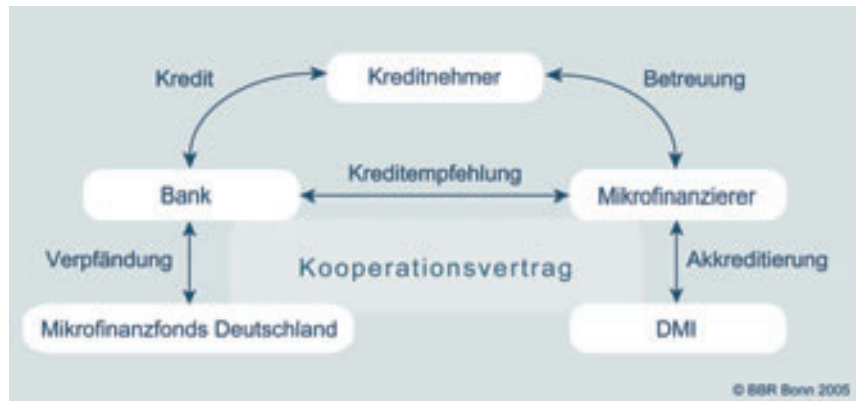 Kredit
Kreditnehmer
Betreuung
Bank
Kreditempfehlung
Mikrofinanzierer
Verpfändung
Kooperationsvertrag
Akkreditierung
Mikrofinanzfonds Deutschland
DMI
© BBR Bonn 2005